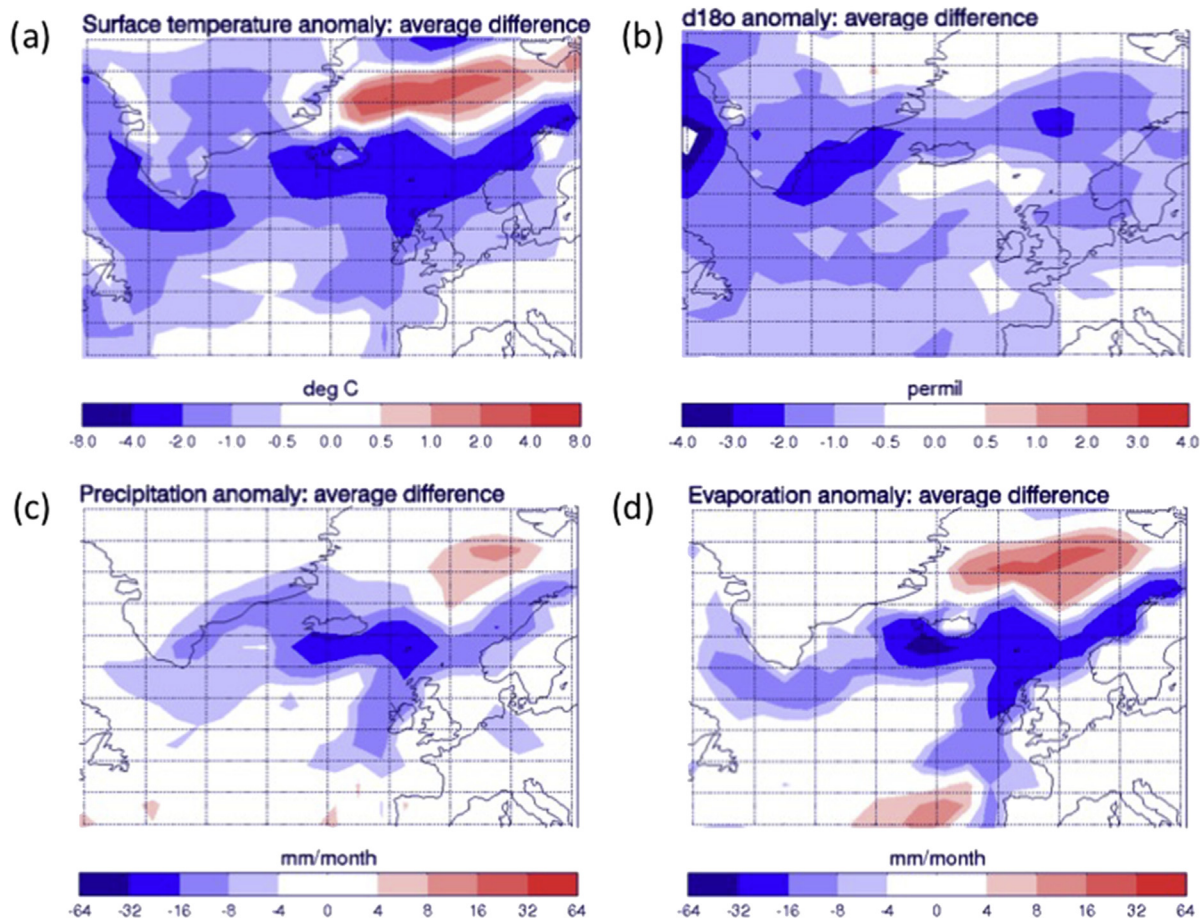 (a)
Surface temperature anomaly: average difference
deg C
-8.0 -4.0 -2.0 -1.0 -0.5 0.0 0.5 1.0 2.0 4.0 8.0
(b)
d18o anomaly: average difference
permil
-4.0 -3.0 -2.0 -1.0 -0.5 0.0 0.5 1.0 2.0 3.0 4.0
(c)
Precipitation anomaly: average difference
mm/month
-64 -32 -16 -8 -4 0 4 8 16 32 64
(d)
Evaporation anomaly: average difference
mm/month
-64 -32 -16 -8 -4 0 4 8 16 32 64